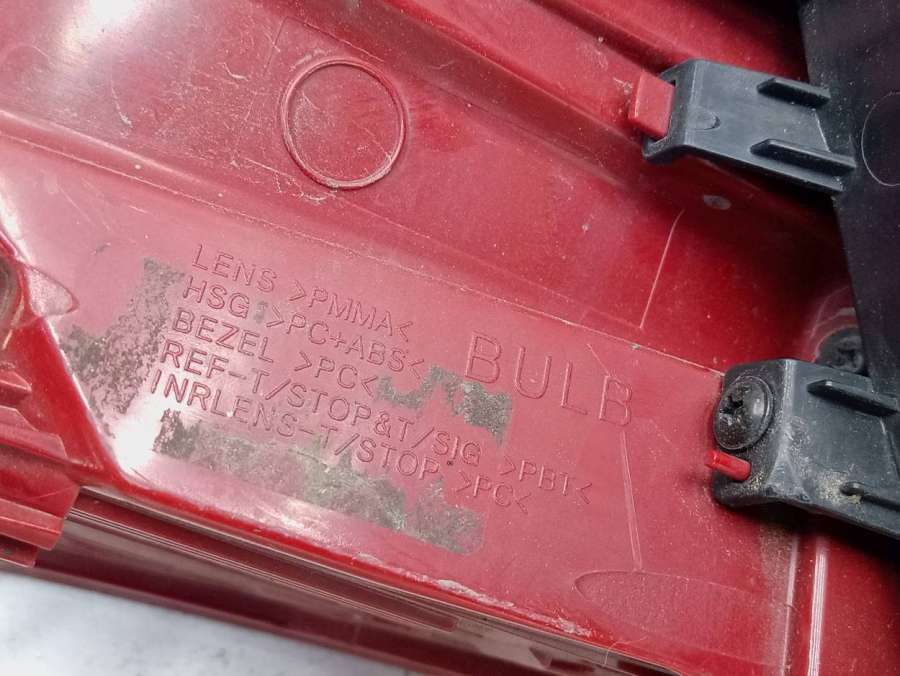 LENS >PMMA<
HSG >PC+ABS<
BEZEL >PC<
REF-T/STOP&T/SIG >PBT<
INRLENS-T/STOP >PC<
BULB